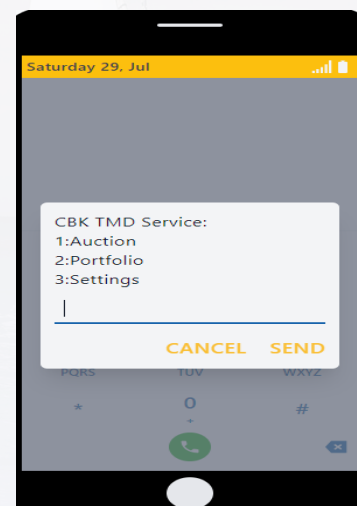 Saturday 29, Jul
CBK TMD Service:
1:Auction
2:Portfolio
3:Settings
CANCEL SEND
PQRS TUV WXYZ
* 0 #
+